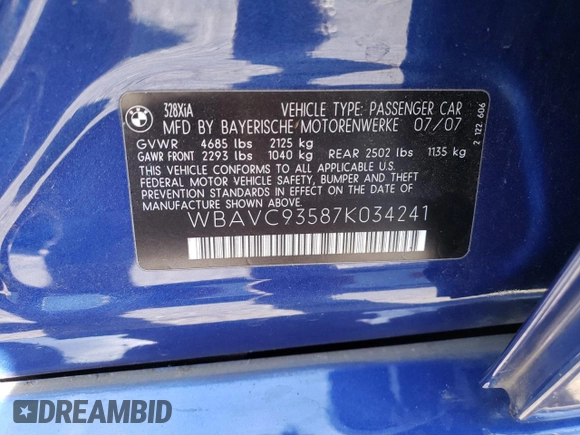 BMW
328XiA VEHICLE TYPE: PASSENGER CAR
MFD BY BAYERISCHE MOTORENWERKE 07/07
GVWR 4685 lbs 2125 kg
GAWR FRONT 2293 lbs 1040 kg REAR 2502 lbs 1135 kg
THIS VEHICLE CONFORMS TO ALL APPLICABLE U.S.
FEDERAL MOTOR VEHICLE SAFETY, BUMPER AND THEFT
PREVENTION STANDARDS IN EFFECT ON THE DATE OF
MANUFACTURE SHOWN ABOVE.
WBAVC93587K034241
2 122 606
DREAMBID